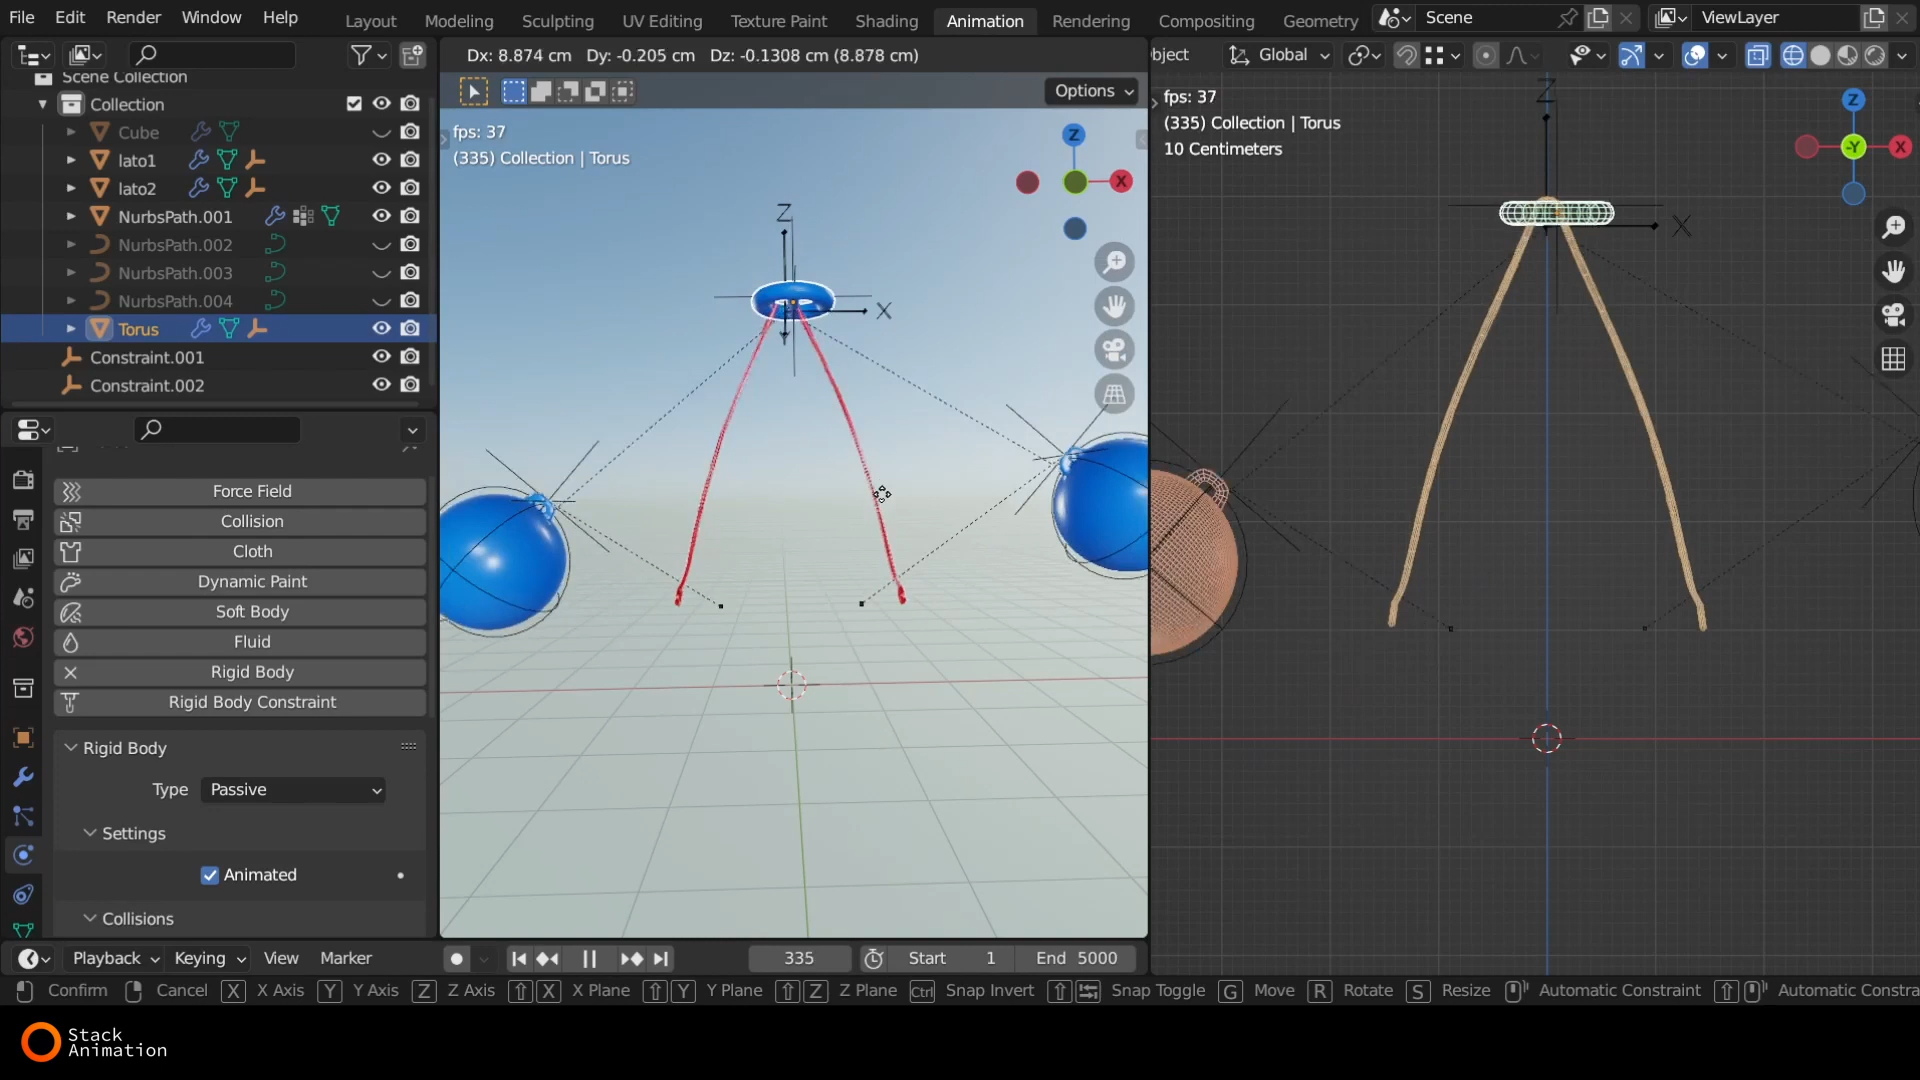 File Edit Render Window Help Layout Modeling Sculpting UV Editing Texture Paint Shading Animation Rendering Compositing Geometry Scene ViewLayer
Scene Collection
Collection
Cube
lato1
lato2
NurbsPath.001
NurbsPath.002
NurbsPath.003
NurbsPath.004
Torus
Constraint.001
Constraint.002
Force Field
Collision
Cloth
Dynamic Paint
Soft Body
Fluid
Rigid Body
Rigid Body Constraint
Rigid Body
Type Passive
Settings
Animated
Collisions
Dx: 8.874 cm Dy: -0.205 cm Dz: -0.1308 cm (8.878 cm)
Options
fps: 37
(335) Collection | Torus
Z
X
Z
X
bject Global
fps: 37
(335) Collection | Torus
10 Centimeters
Z
-Y X
Z
X
Playback Keying View Marker 335 Start 1 End 5000
Confirm Cancel X X Axis Y Y Axis Z Z Axis X X Plane Y Y Plane Z Z Plane Ctrl Snap Invert Snap Toggle G Move R Rotate S Resize Automatic Constraint Automatic Constra
Stack
Animation